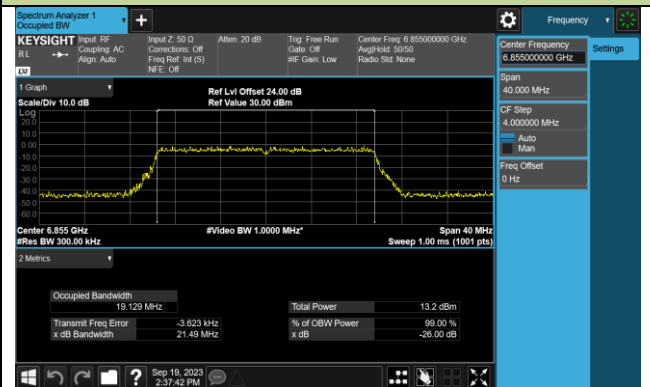 Spectrum Analyzer 1
Occupied BW
Frequency
KEYSIGHT
RL
Input: RF
Coupling: AC
Align: Auto
Input Z: 50 Ω
Corrections: Off
Freq Ref: Int (S)
NFE: Off
Atten: 20 dB
Trig: Free Run
Gate: Off
#IF Gain: Low
Center Freq: 6.855000000 GHz
Avg|Hold: 50/50
Radio Std: None
LXI
1 Graph
Scale/Div 10.0 dB
Ref Lvl Offset 24.00 dB
Ref Value 30.00 dBm
Log
20.0
10.0
0.0
-10.0
-20.0
-30.0
-40.0
-50.0
-60.0
Center 6.855 GHz
#Res BW 300.00 kHz
#Video BW 1.0000 MHz*
Span 40 MHz
Sweep 1.00 ms (1001 pts)
2 Metrics
Occupied Bandwidth
19.129 MHz
Transmit Freq Error -3.623 kHz
x dB Bandwidth 21.49 MHz
Total Power 13.2 dBm
% of OBW Power 99.00 %
x dB -26.00 dB
Center Frequency
6.855000000 GHz
Span
40.000 MHz
CF Step
4.000000 MHz
Auto
Man
Freq Offset
0 Hz
Settings
?
Sep 19, 2023
2:37:42 PM